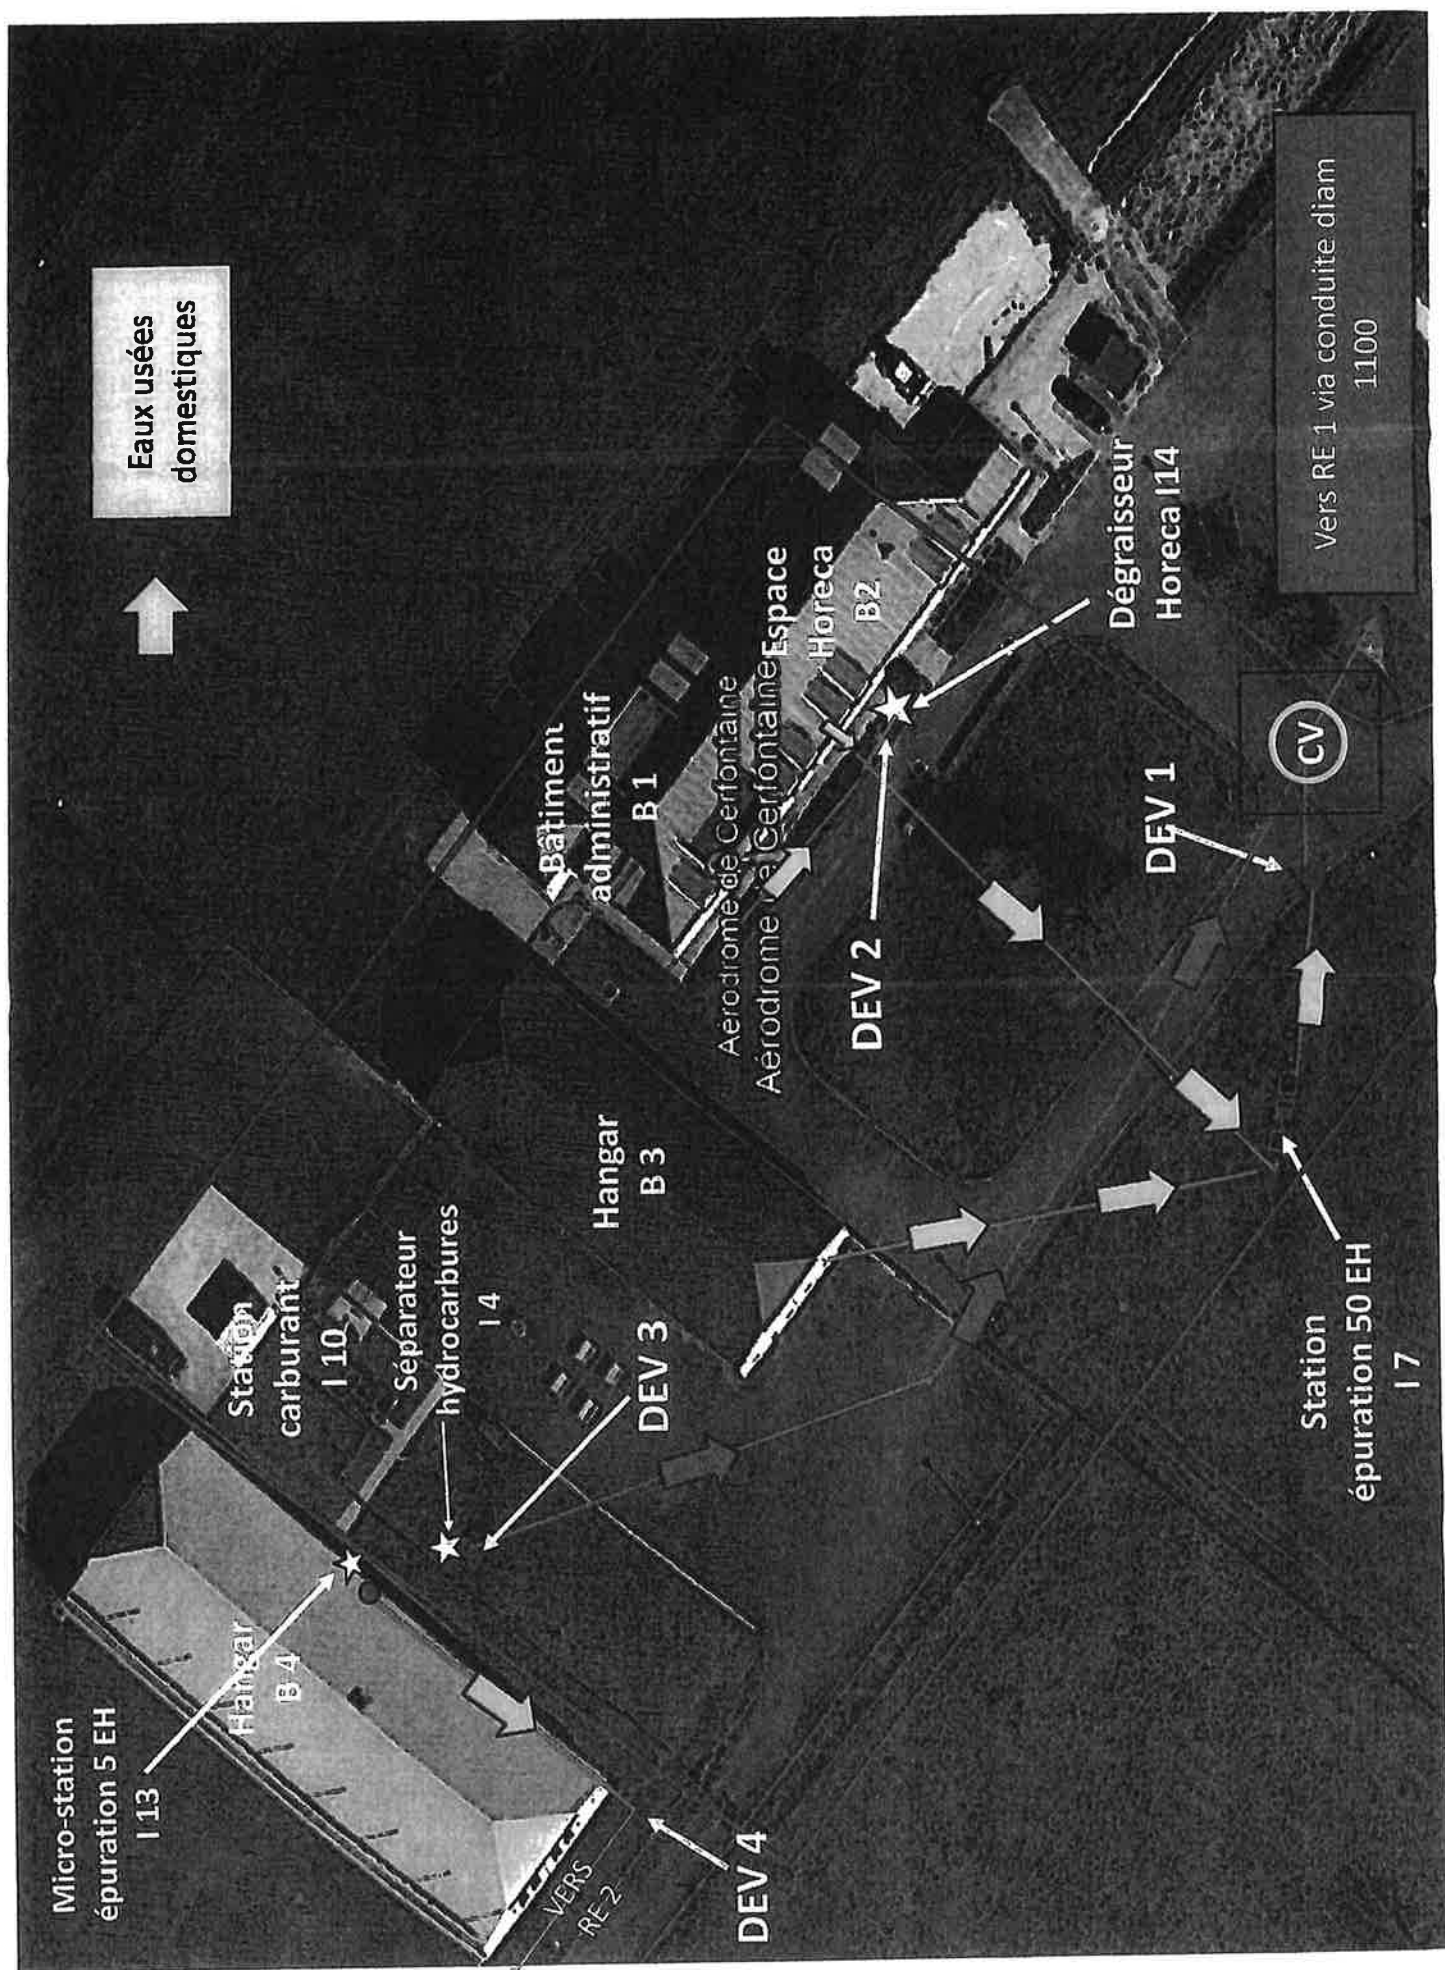 Micro-station
épuration 5 EH
I 13
Hangar
B 4
VERS
RE 2
DEV 4
Station
carburant
I 10
Séparateur
hydrocarbures
I 4
DEV 3
Hangar
B 3
Eaux usées
domestiques
Bâtiment
administratif
B 1
Aérodrome de Cerfontaine
Aérodrome de Cerfontaine
Espace
Horeca
B2
DEV 2
Dégraisseur
Horeca I14
DEV 1
CV
Station
épuration 50 EH
I 7
Vers RE 1 via conduite diam
1100